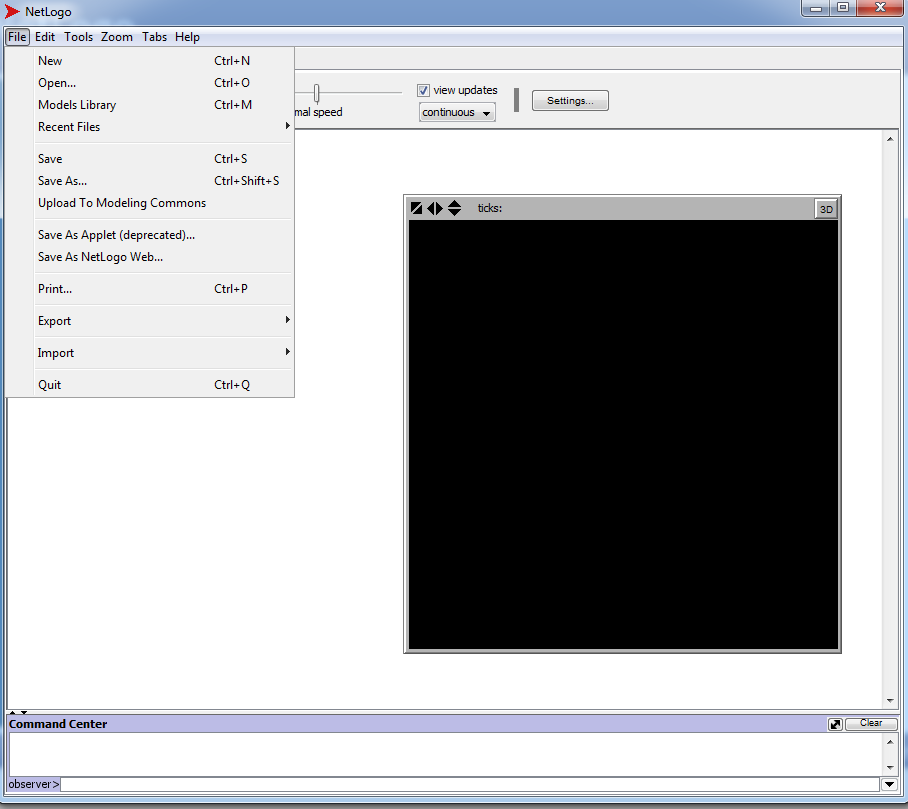 NetLogo
File Edit Tools Zoom Tabs Help
New Ctrl+N
Open... Ctrl+O
Models Library Ctrl+M
Recent Files
Save Ctrl+S
Save As... Ctrl+Shift+S
Upload To Modeling Commons
Save As Applet (deprecated)...
Save As NetLogo Web...
Print... Ctrl+P
Export
Import
Quit Ctrl+Q
mal speed
view updates
continuous
Settings...
ticks:
3D
Command Center
Clear
observer>